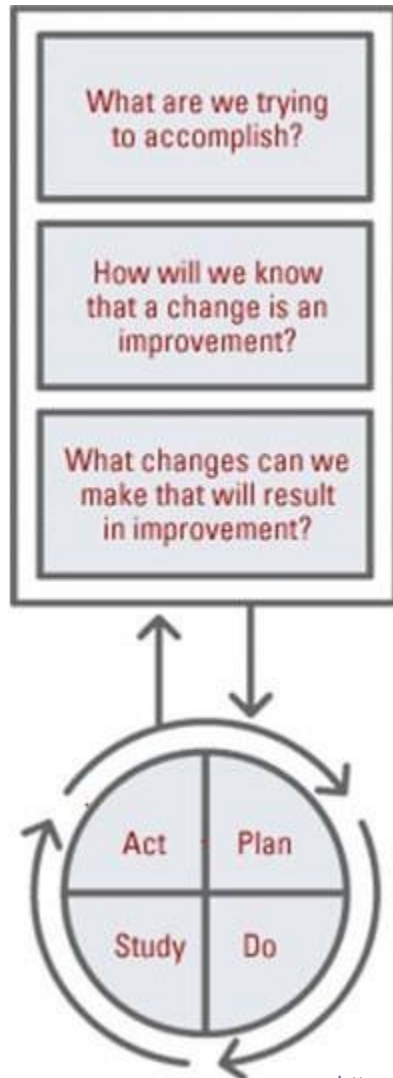 What are we trying
to accomplish?
How will we know
that a change is an
improvement?
What changes can we
make that will result
in improvement?
Act Plan
Study Do